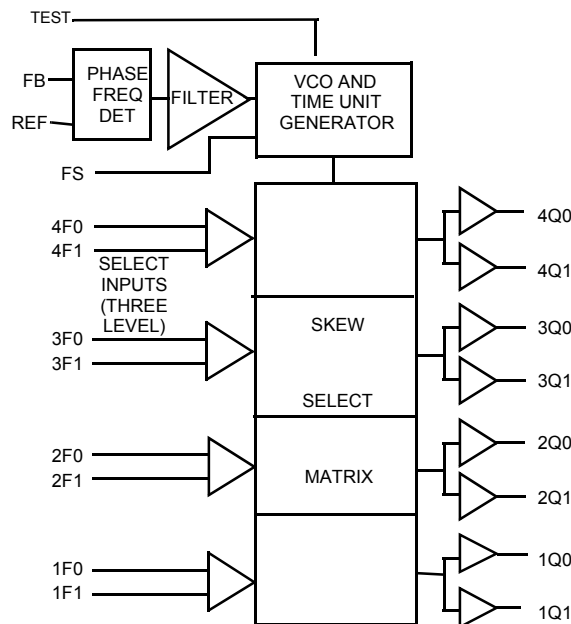 TEST
FB
REF
PHASE
FREQ
DET
FILTER
VCO AND
TIME UNIT
GENERATOR
FS
4F0
4F1
SELECT
INPUTS
(THREE
LEVEL)
3F0
3F1
2F0
2F1
1F0
1F1
SKEW
SELECT
MATRIX
4Q0
4Q1
3Q0
3Q1
2Q0
2Q1
1Q0
1Q1